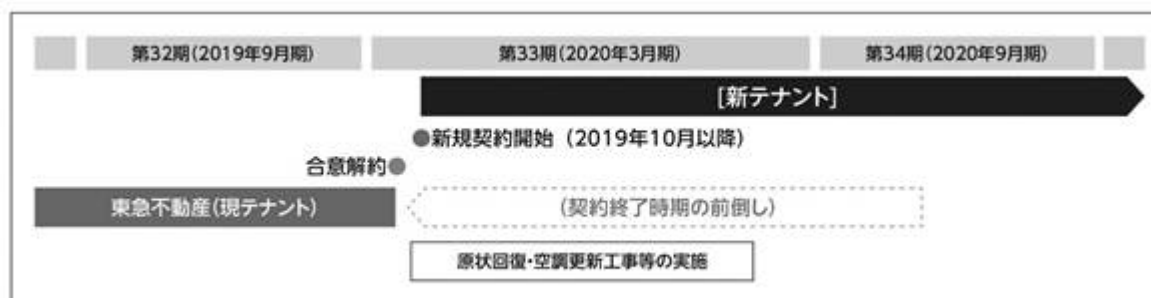 第32期(2019年9月期)
第33期(2020年3月期)
第34期(2020年9月期)
[新テナント]
●新規契約開始（2019年10月以降）
合意解約●
東急不動産(現テナント)
(契約終了時期の前倒し)
原状回復・空調更新工事等の実施